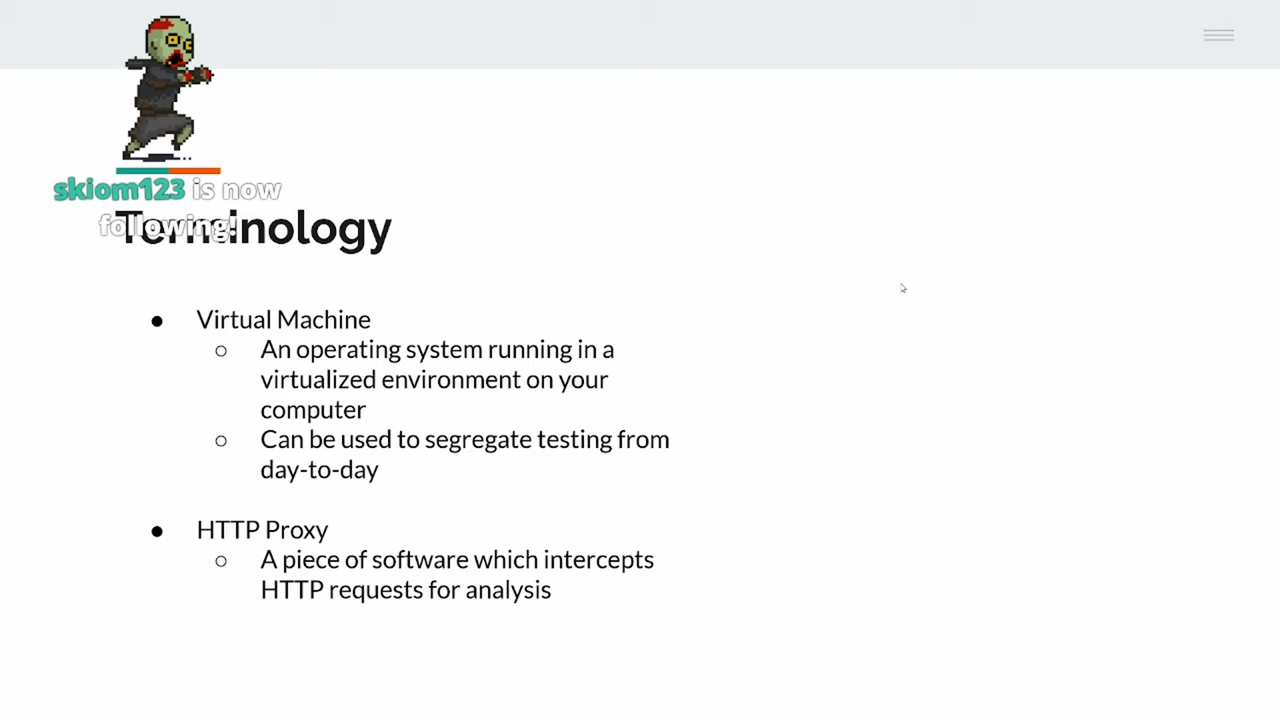 skiom123 is now
following!
Terminology
● Virtual Machine
○ An operating system running in a
virtualized environment on your
computer
○ Can be used to segregate testing from
day-to-day
● HTTP Proxy
○ A piece of software which intercepts
HTTP requests for analysis